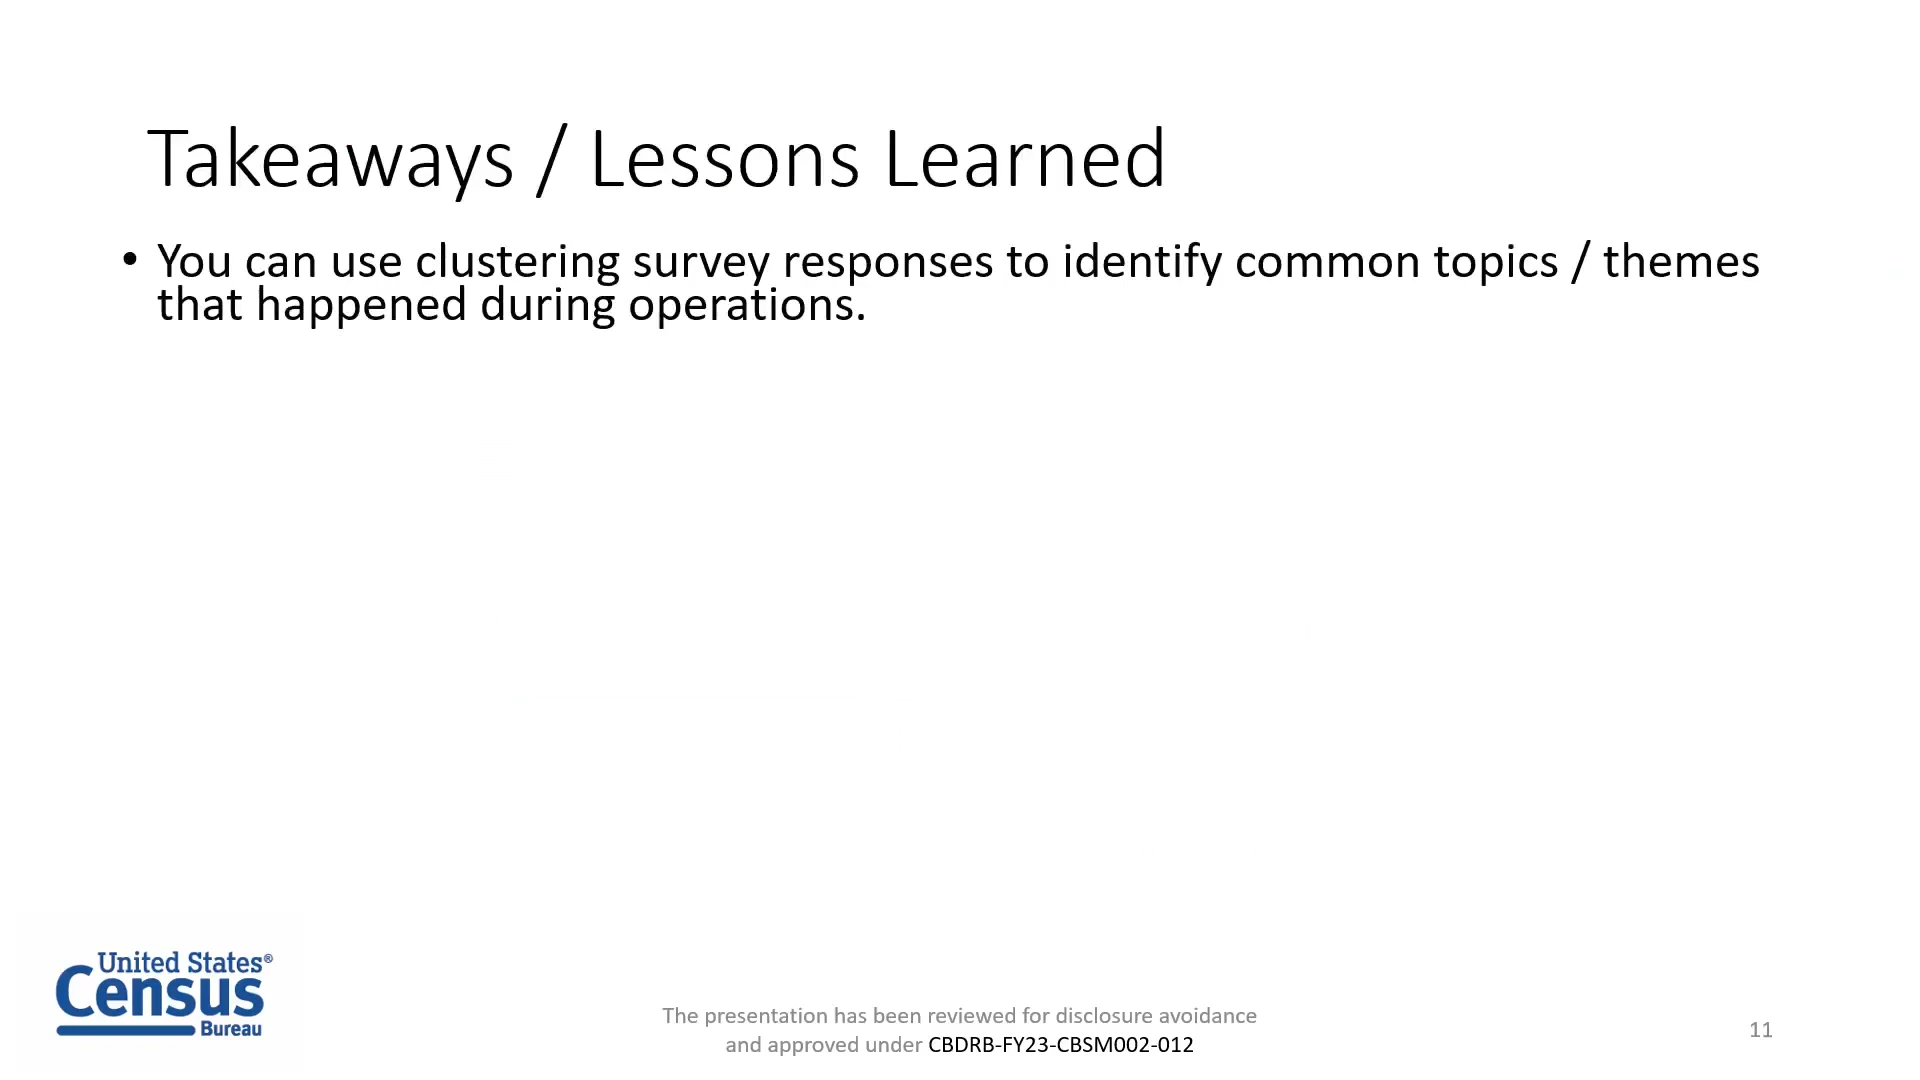 Takeaways / Lessons Learned
• You can use clustering survey responses to identify common topics / themes
that happened during operations.
United States®
Census
Bureau
The presentation has been reviewed for disclosure avoidance
and approved under CBDRB-FY23-CBSM002-012
11